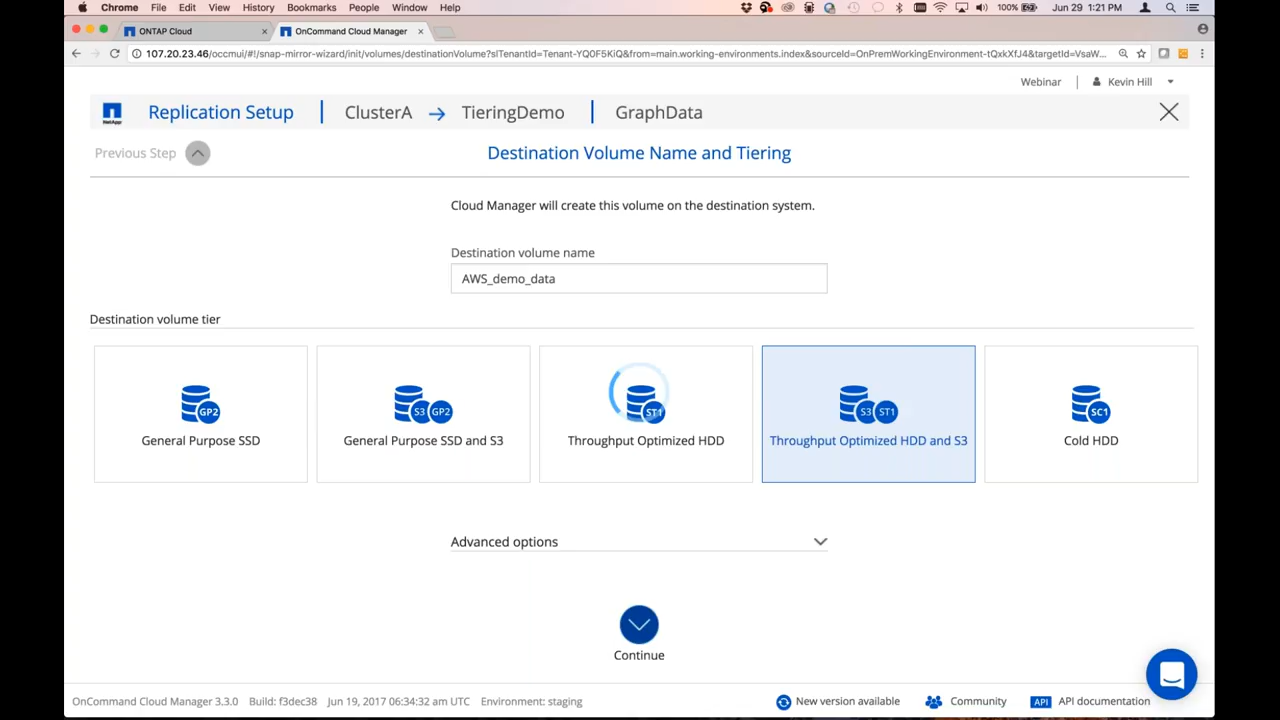 Chrome File Edit View History Bookmarks People Window Help 100% Jun 29 1:21 PM
ONTAP Cloud × OnCommand Cloud Manager ×
107.20.23.46/occmui/#!/snap-mirror-wizard/init/volumes/destinationVolume?slTenantId=Tenant-YQ0F5KiQ&from=main.working-environments.index&sourceId=OnPremWorkingEnvironment-tQxkXfJ4&targetId=VsaW...
Webinar | Kevin Hill
NetApp Replication Setup | ClusterA → TieringDemo | GraphData
Previous Step Destination Volume Name and Tiering
Cloud Manager will create this volume on the destination system.
Destination volume name
AWS_demo_data
Destination volume tier
GP2 S3 GP2 ST1 S3 ST1 SC1
General Purpose SSD General Purpose SSD and S3 Throughput Optimized HDD Throughput Optimized HDD and S3 Cold HDD
Advanced options
Continue
OnCommand Cloud Manager 3.3.0 Build: f3dec38 Jun 19, 2017 06:34:32 am UTC Environment: staging New version available Community API API documentation